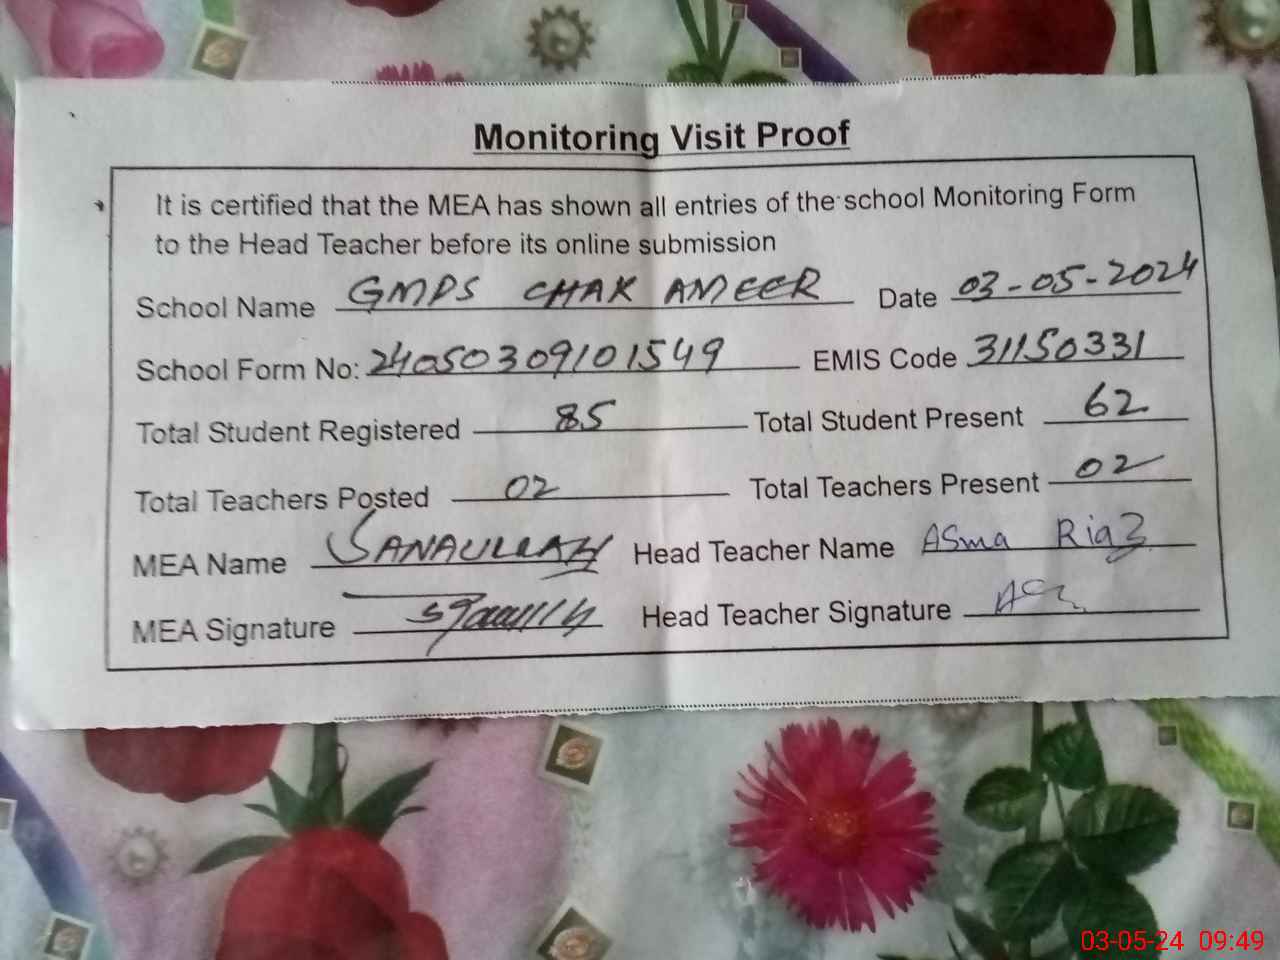 Monitoring Visit Proof
It is certified that the MEA has shown all entries of the school Monitoring Form
to the Head Teacher before its online submission
School Name GMPS CHAK AMEER Date 03-05-2024
School Form No: 24050309101549 EMIS Code 31150331
Total Student Registered 85 Total Student Present 62
Total Teachers Posted 02 Total Teachers Present 02
MEA Name SANAULLAH Head Teacher Name ASma Riaz
MEA Signature Head Teacher Signature
03-05-24 09:49